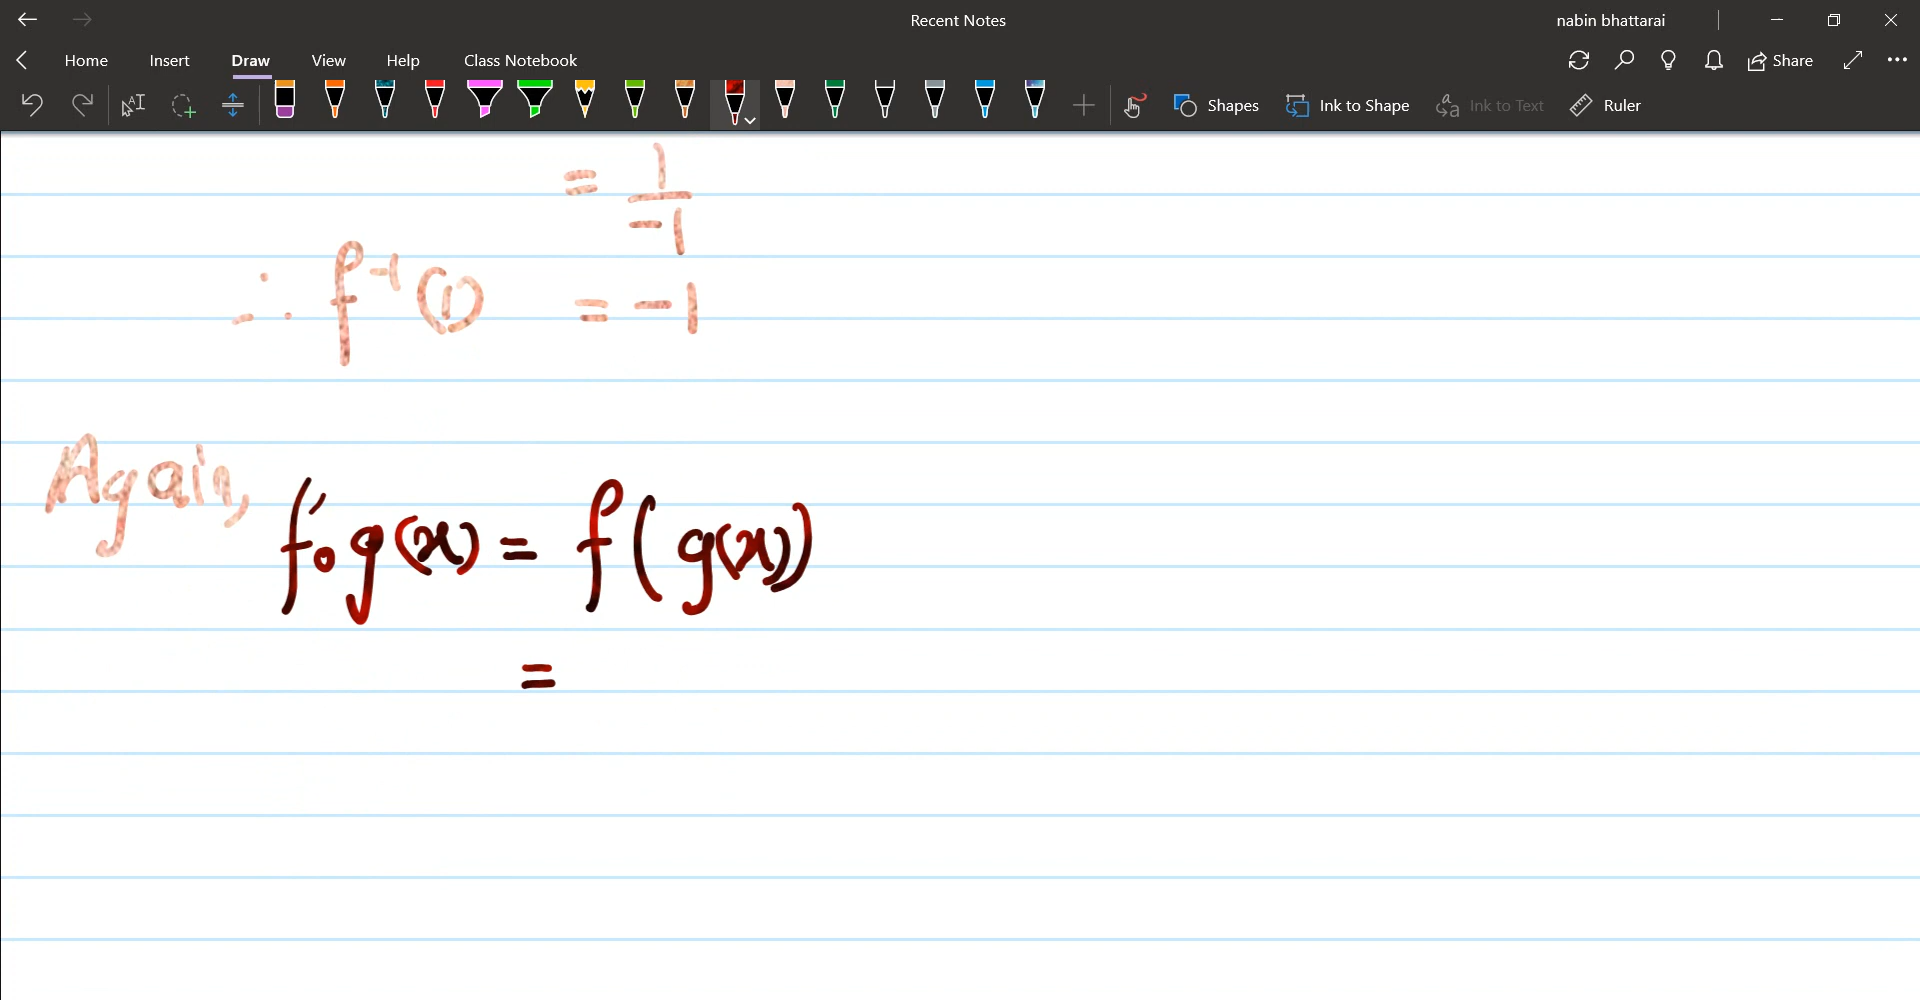 Recent Notes
nabin bhattarai
Home Insert Draw View Help Class Notebook
Share
Shapes Ink to Shape Ink to Text Ruler
= 1/-1
∴ f⁻¹(1) = -1
Again, fog(x) = f(g(x))
=